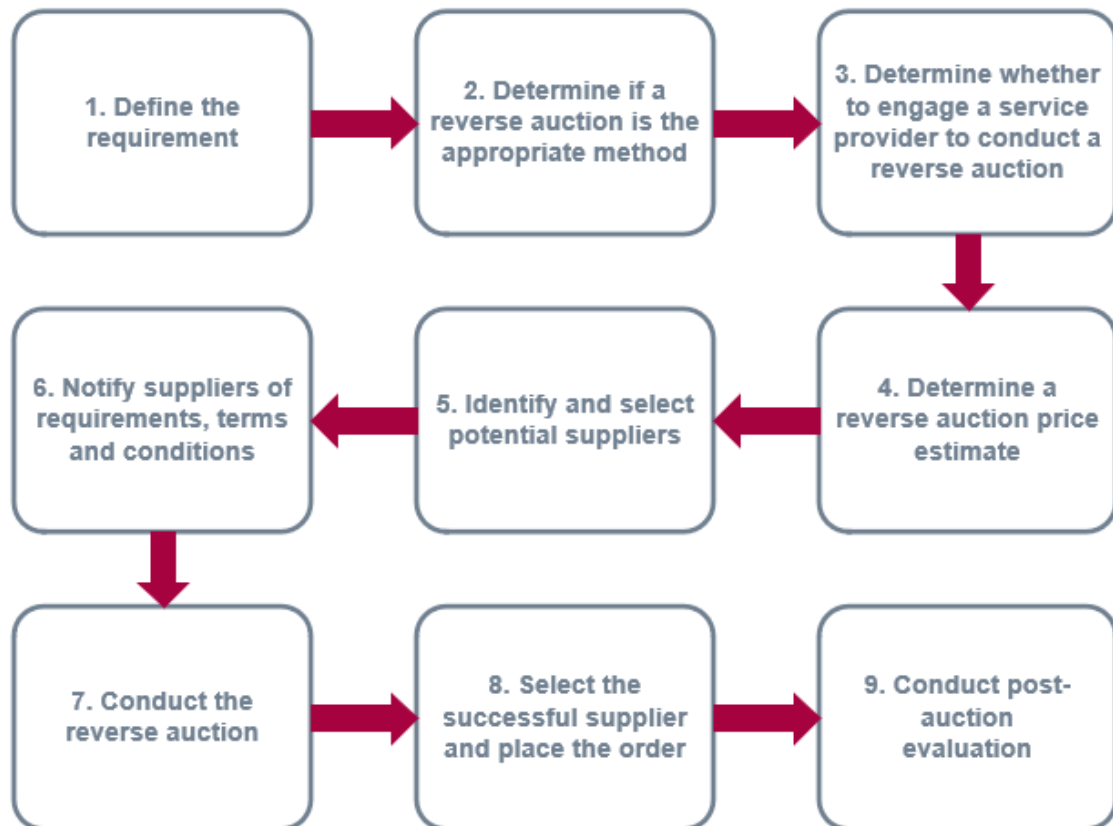 1. Define the
requirement
2. Determine if a
reverse auction is the
appropriate method
3. Determine whether
to engage a service
provider to conduct a
reverse auction
4. Determine a
reverse auction price
estimate
5. Identify and select
potential suppliers
6. Notify suppliers of
requirements, terms
and conditions
7. Conduct the
reverse auction
8. Select the
successful supplier
and place the order
9. Conduct post-
auction
evaluation